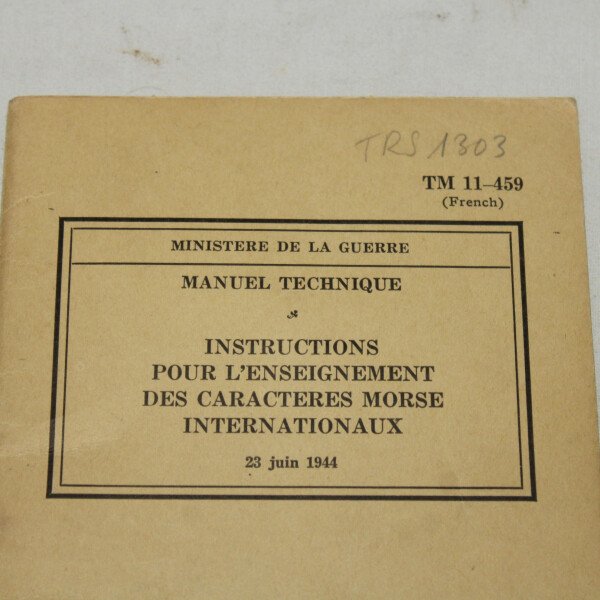 TRS 1303
TM 11–459
(French)
MINISTERE DE LA GUERRE
MANUEL TECHNIQUE
INSTRUCTIONS
POUR L'ENSEIGNEMENT
DES CARACTERES MORSE
INTERNATIONAUX
23 juin 1944